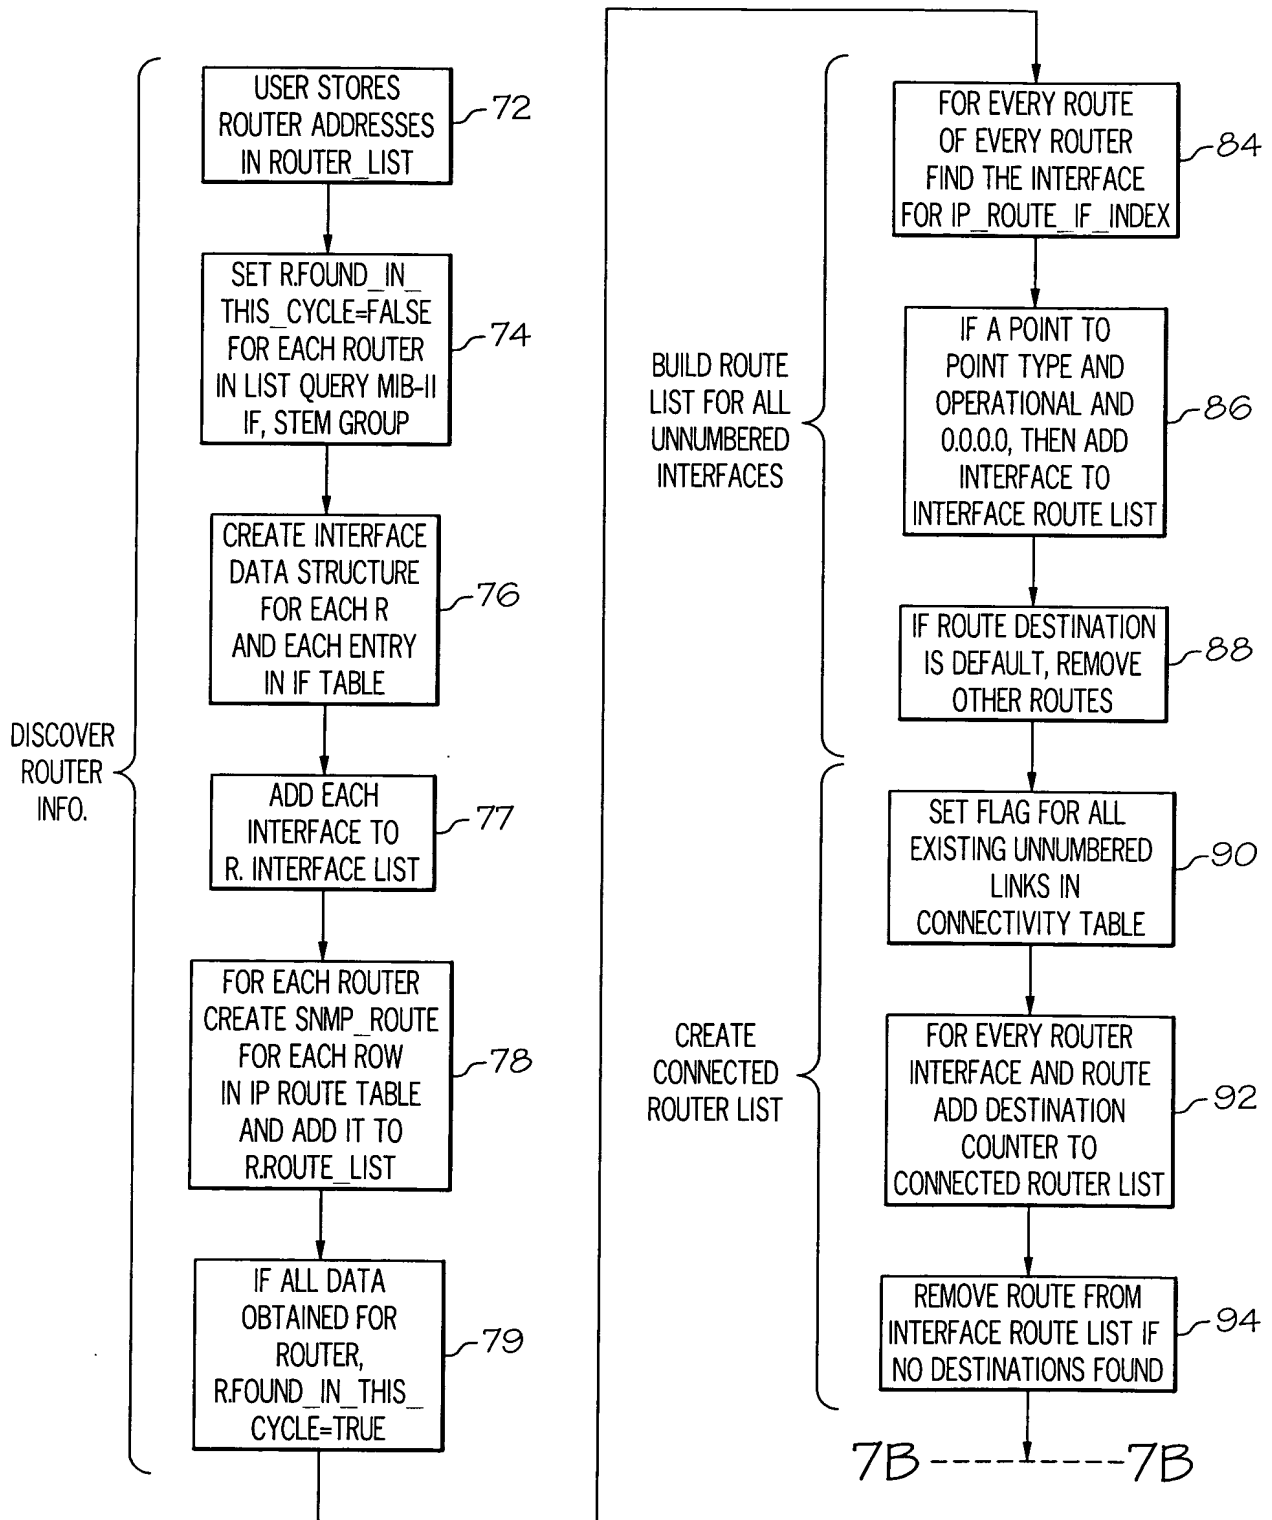 DISCOVER
ROUTER
INFO.
USER STORES
ROUTER ADDRESSES
IN ROUTER_LIST
72
SET R.FOUND_IN_
THIS_CYCLE=FALSE
FOR EACH ROUTER
IN LIST QUERY MIB-II
IF, STEM GROUP
74
CREATE INTERFACE
DATA STRUCTURE
FOR EACH R
AND EACH ENTRY
IN IF TABLE
76
ADD EACH
INTERFACE TO
R. INTERFACE LIST
77
FOR EACH ROUTER
CREATE SNMP_ROUTE
FOR EACH ROW
IN IP ROUTE TABLE
AND ADD IT TO
R.ROUTE_LIST
78
IF ALL DATA
OBTAINED FOR
ROUTER,
R.FOUND_IN_THIS_
CYCLE=TRUE
79
BUILD ROUTE
LIST FOR ALL
UNNUMBERED
INTERFACES
FOR EVERY ROUTE
OF EVERY ROUTER
FIND THE INTERFACE
FOR IP_ROUTE_IF_INDEX
84
IF A POINT TO
POINT TYPE AND
OPERATIONAL AND
0.0.0.0, THEN ADD
INTERFACE TO
INTERFACE ROUTE LIST
86
IF ROUTE DESTINATION
IS DEFAULT, REMOVE
OTHER ROUTES
88
CREATE
CONNECTED
ROUTER LIST
SET FLAG FOR ALL
EXISTING UNNUMBERED
LINKS IN
CONNECTIVITY TABLE
90
FOR EVERY ROUTER
INTERFACE AND ROUTE
ADD DESTINATION
COUNTER TO
CONNECTED ROUTER LIST
92
REMOVE ROUTE FROM
INTERFACE ROUTE LIST IF
NO DESTINATIONS FOUND
94
7B 7B